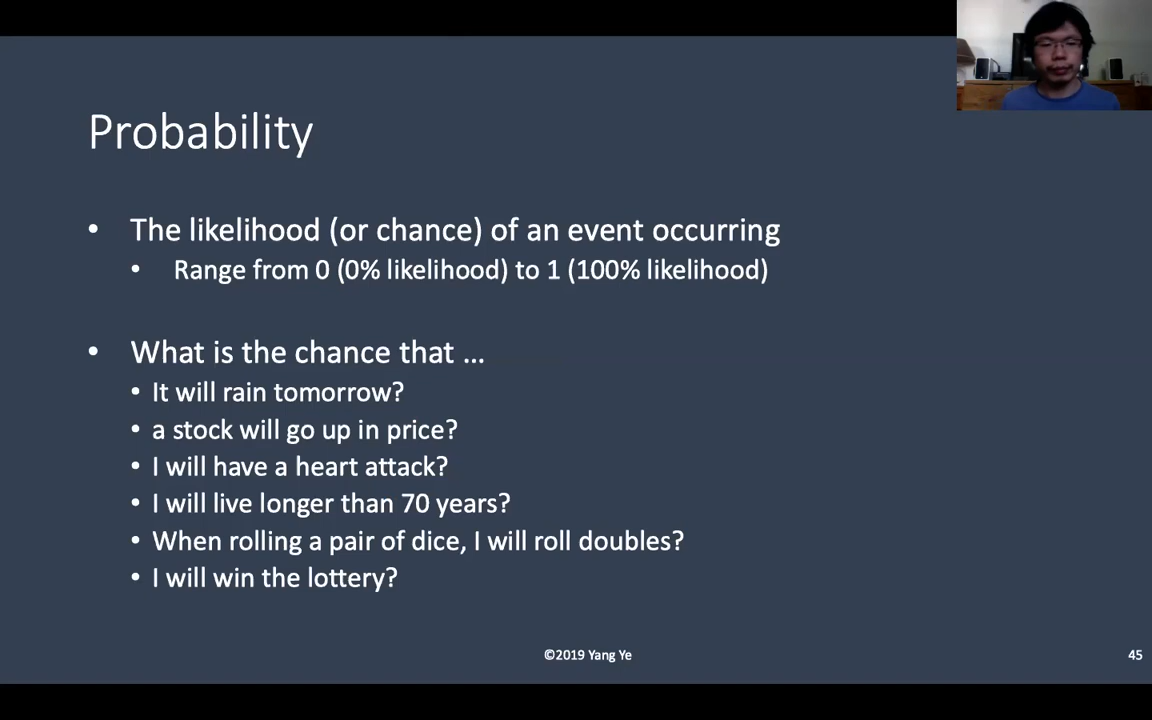 Probability
• The likelihood (or chance) of an event occurring
• Range from 0 (0% likelihood) to 1 (100% likelihood)
• What is the chance that ...
• It will rain tomorrow?
• a stock will go up in price?
• I will have a heart attack?
• I will live longer than 70 years?
• When rolling a pair of dice, I will roll doubles?
• I will win the lottery?
©2019 Yang Ye
45